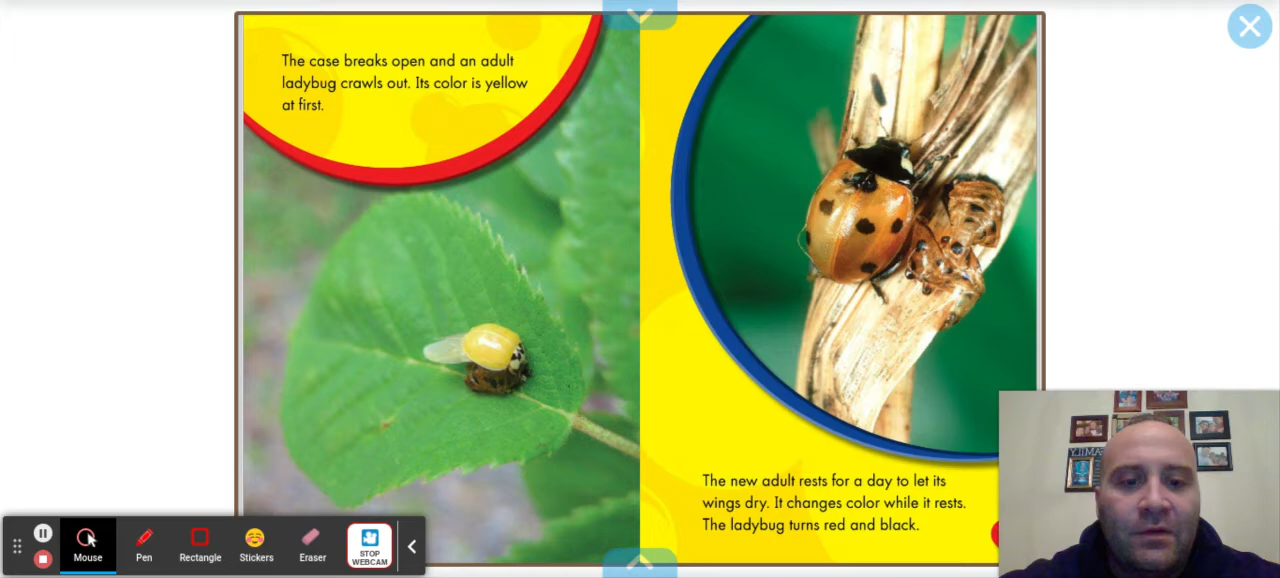 The case breaks open and an adult
ladybug crawls out. Its color is yellow
at first.
The new adult rests for a day to let its
wings dry. It changes color while it rests.
The ladybug turns red and black.
Mouse
Pen
Rectangle
Stickers
Eraser
STOP
WEBCAM